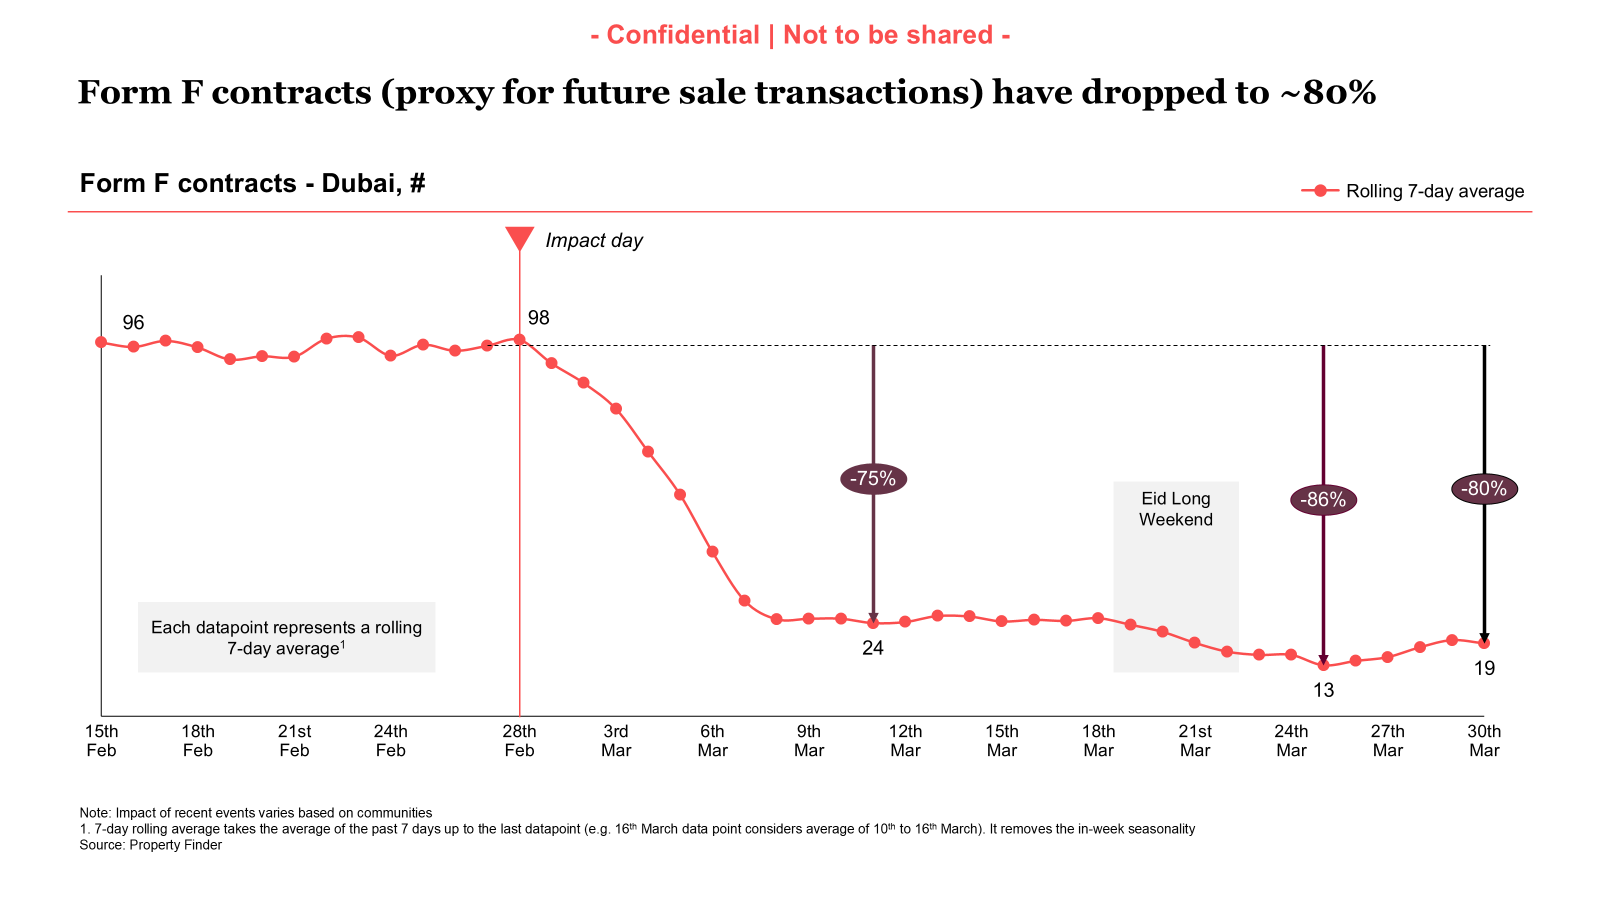 - Confidential | Not to be shared -
Form F contracts (proxy for future sale transactions) have dropped to ~80%
Form F contracts - Dubai, #
Rolling 7-day average
Impact day
96
98
-75%
-86%
-80%
Eid Long
Weekend
Each datapoint represents a rolling
7-day average¹
24
13
19
15th Feb
18th Feb
21st Feb
24th Feb
28th Feb
3rd Mar
6th Mar
9th Mar
12th Mar
15th Mar
18th Mar
21st Mar
24th Mar
27th Mar
30th Mar
Note: Impact of recent events varies based on communities
1. 7-day rolling average takes the average of the past 7 days up to the last datapoint (e.g. 16th March data point considers average of 10th to 16th March). It removes the in-week seasonality
Source: Property Finder